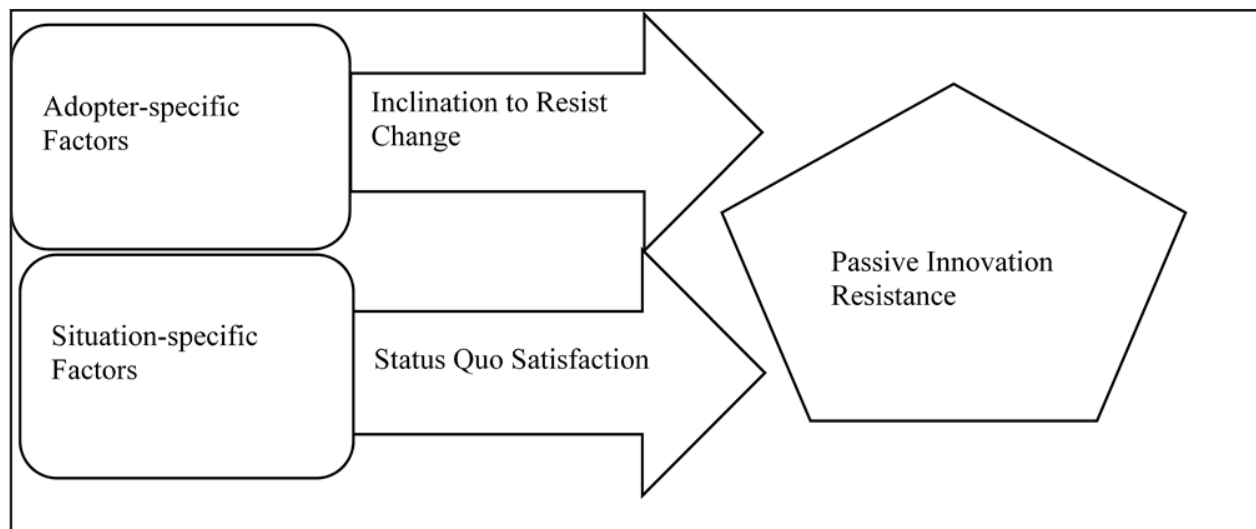 Adopter-specific
Factors
Inclination to Resist
Change
Situation-specific
Factors
Status Quo Satisfaction
Passive Innovation
Resistance